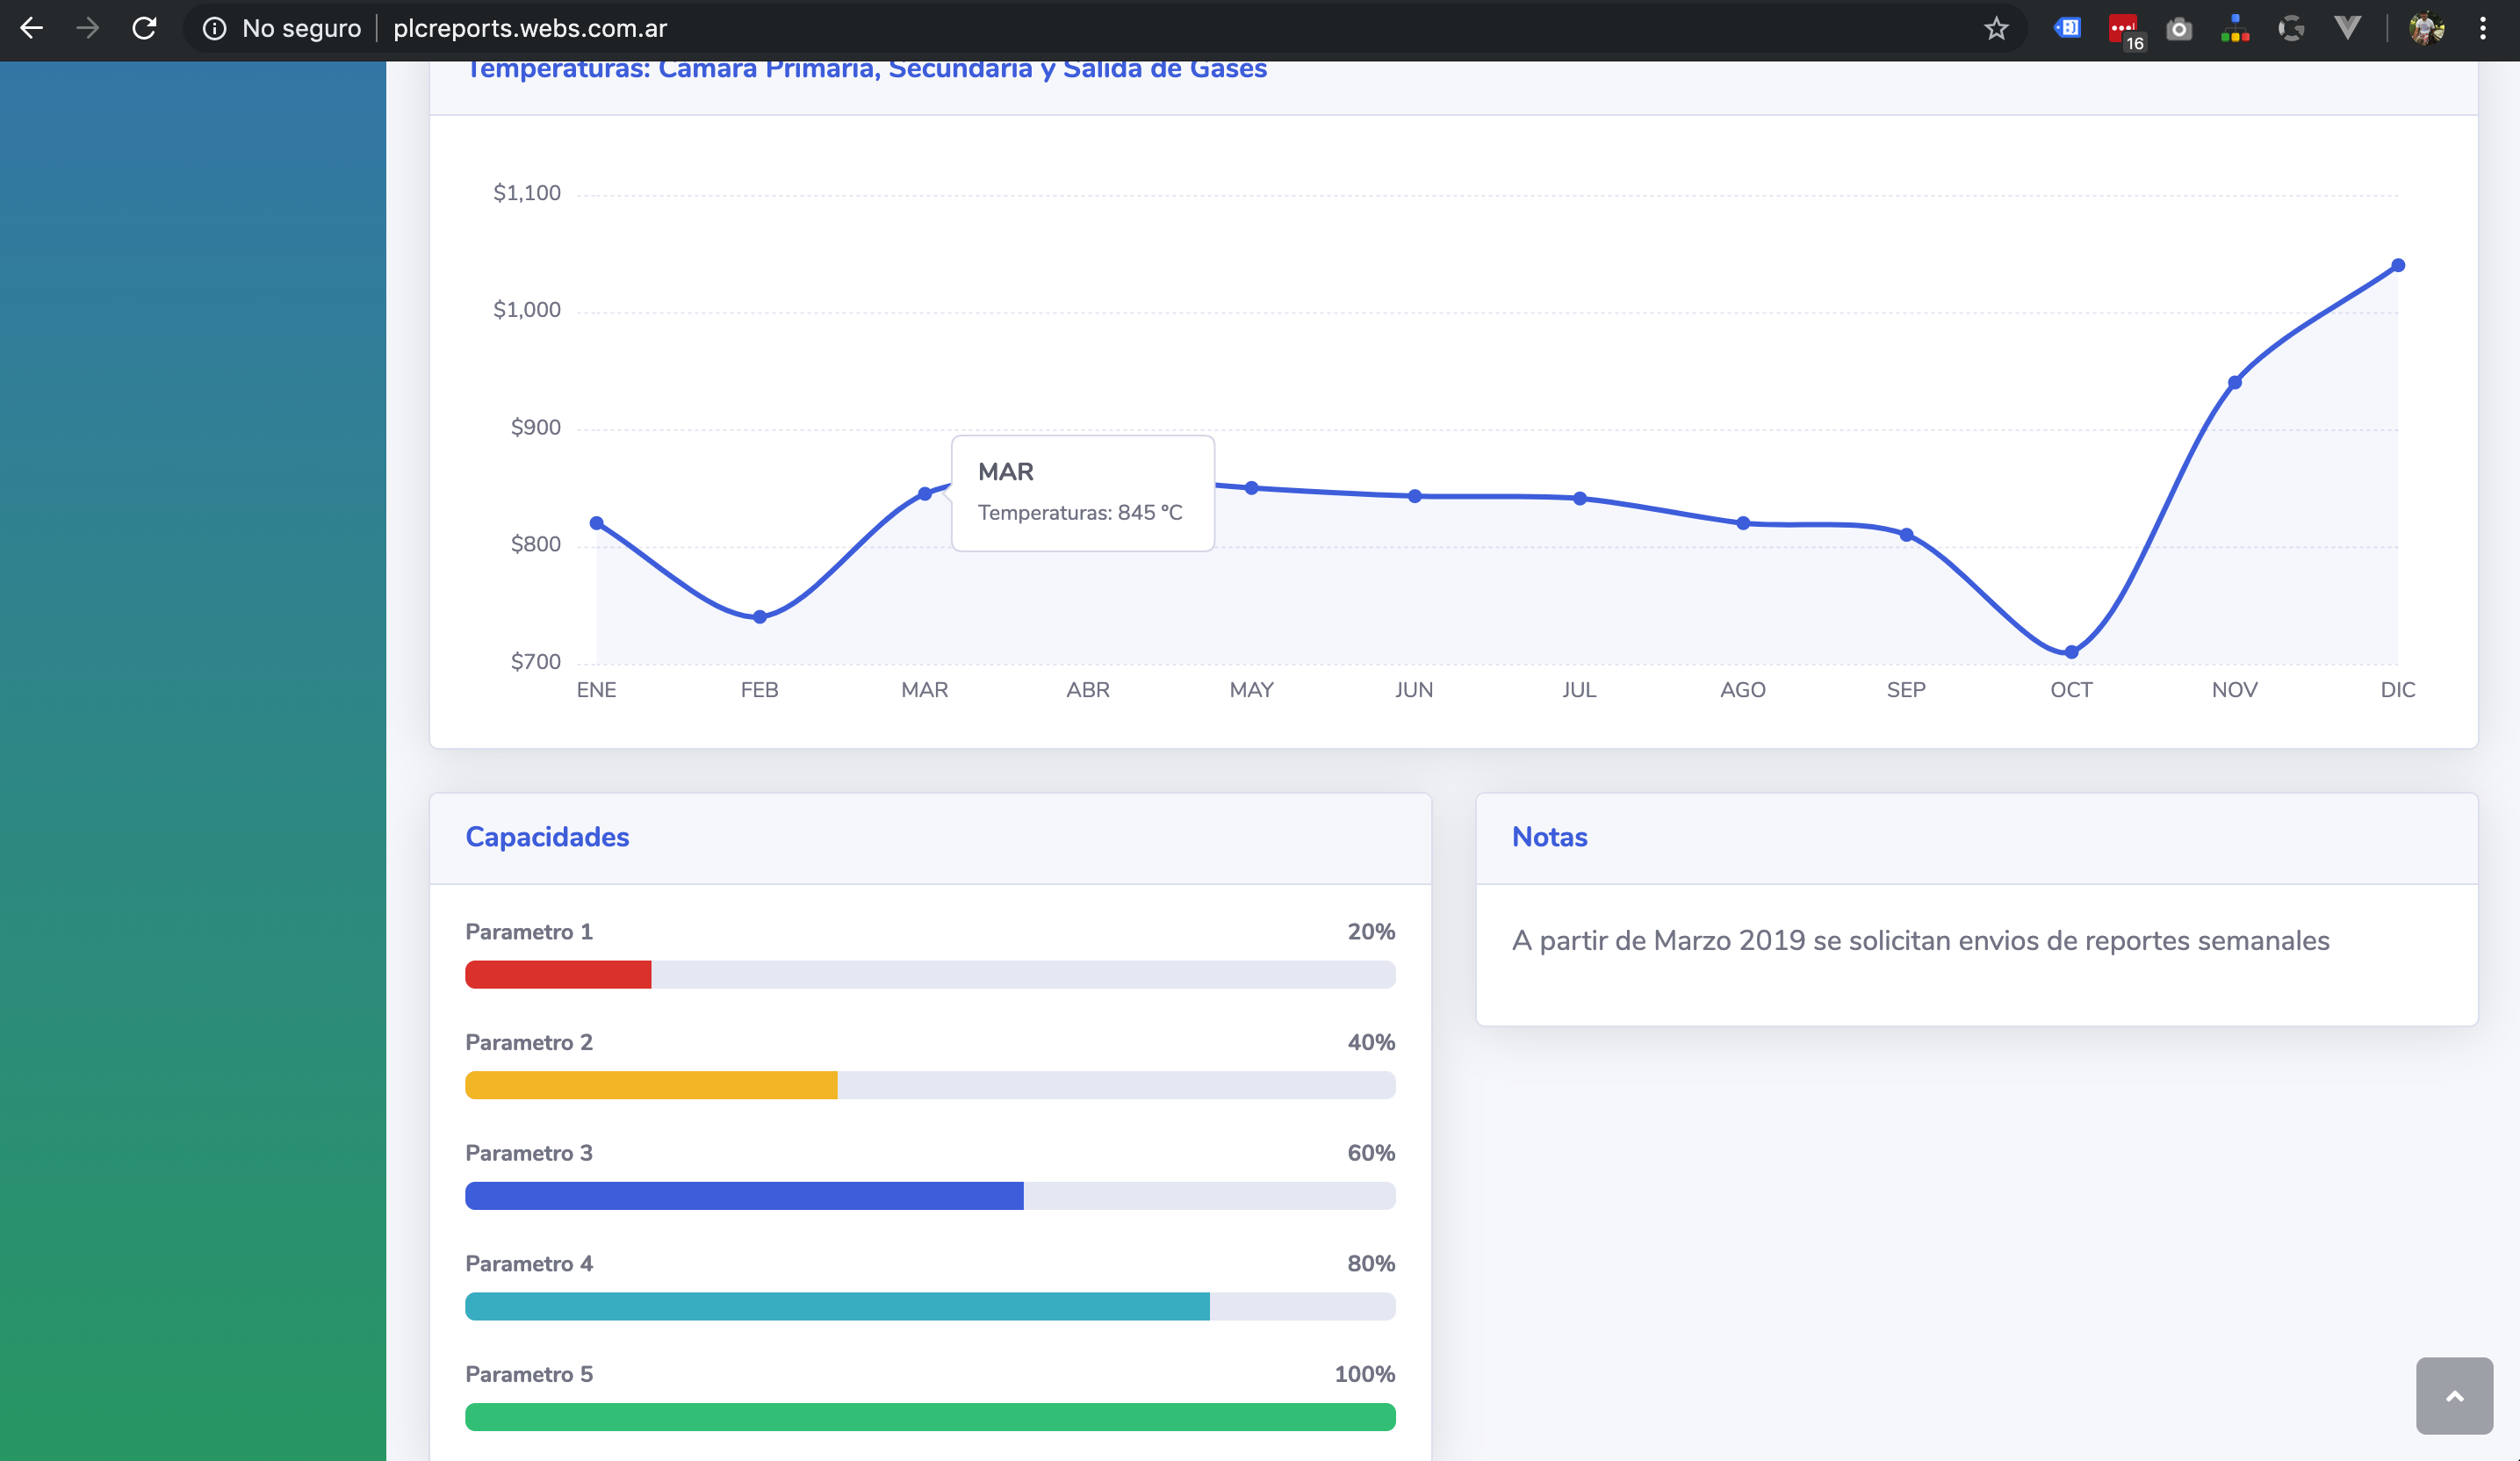 No seguro plcreports.webs.com.ar
16
Temperaturas: Camara Primaria, Secundaria y Salida de Gases
$1,100
$1,000
$900
$800
$700
MAR
Temperaturas: 845 ºC
ENE FEB MAR ABR MAY JUN JUL AGO SEP OCT NOV DIC
Capacidades
Parametro 1 20%
Parametro 2 40%
Parametro 3 60%
Parametro 4 80%
Parametro 5 100%
Notas
A partir de Marzo 2019 se solicitan envios de reportes semanales